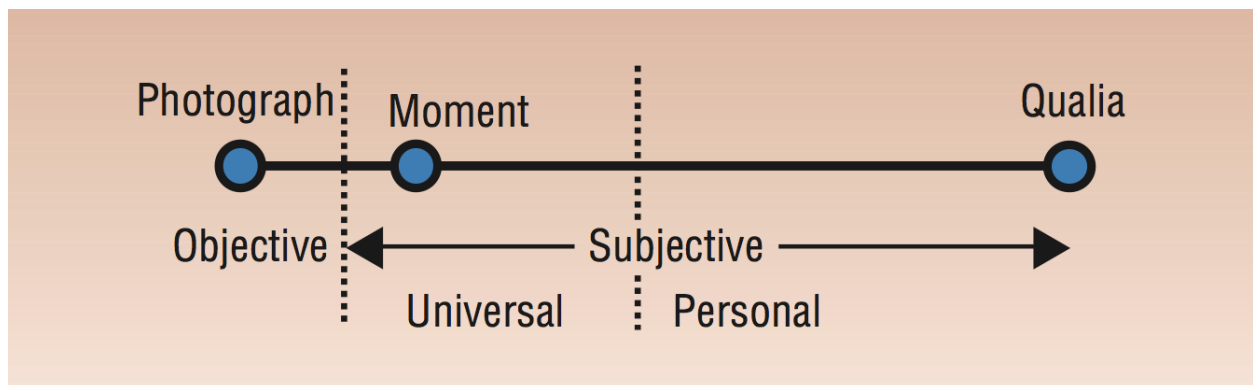 Photograph
Moment
Qualia
Objective
Subjective
Universal
Personal